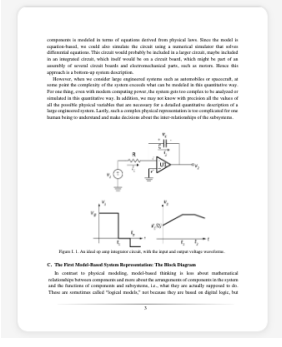 components is modeled in terms of equations derived from physical laws. Since the model is
equation-based, we could also simulate the circuit using a numerical simulator that solves
differential equations. This circuit would probably be included in a larger circuit, maybe included
in an integrated circuit, which itself would be on a circuit board, which might be part of an
assembly of several circuit boards and electromechanical parts, such as motors. Hence this
approach is a bottom-up system description.
However, when we consider large engineered systems such as automobiles or spacecraft, at
some point the complexity of the system exceeds what can be modeled in this quantitative way.
For one thing, even with modern computing power, the system gets too complex to be analyzed or
simulated in this quantitative way. In addition, we may not know with precision all the values of
all the possible physical variables that are necessary for a detailed quantitative description of a
large engineered system. Lastly, such a complex physical representation is too complicated for one
human being to understand and make decisions about the inter-relationships of the subsystems.
R
U
Figure 1. 1. An ideal op amp integrator circuit, with the input and output voltage waveforms.
C. The First Model-Based System Representation: The Block Diagram
In contrast to physical modeling, model-based thinking is less about mathematical
relationships between components and more about the arrangements of components in the system
and the functions of components and subsystems, i.e., what they are actually supposed to do.
These are sometimes called "logical models," not because they are based on digital logic, but
3